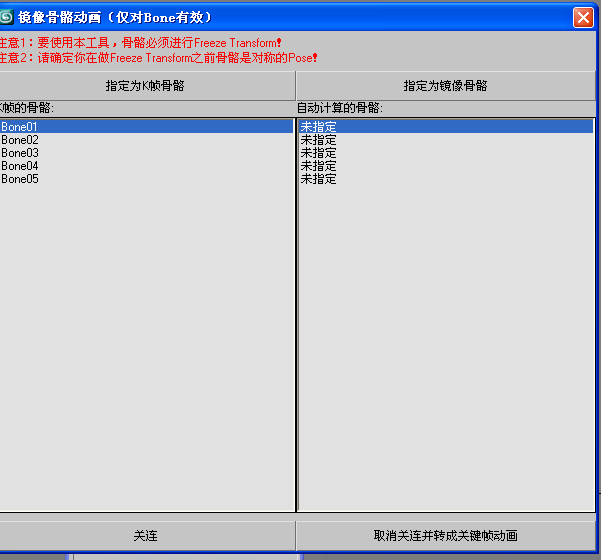 镜像骨骼动画（仅对Bone有效）
注意1：要使用本工具，骨骼必须进行Freeze Transform!
注意2：请确定你在做Freeze Transform之前骨骼是对称的Pose!
指定为K帧骨骼 指定为镜像骨骼
K帧的骨骼: 自动计算的骨骼:
Bone01 未指定
Bone02 未指定
Bone03 未指定
Bone04 未指定
Bone05 未指定
关连 取消关连并转成关键帧动画